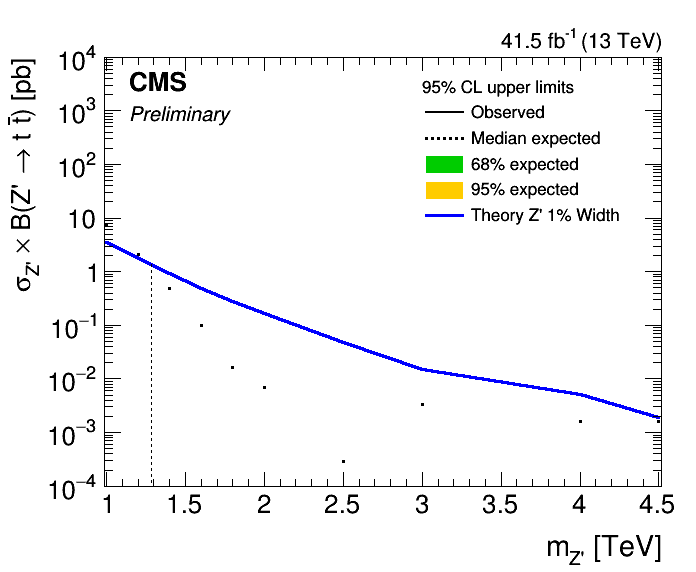 41.5 fb⁻¹ (13 TeV)
σ_Z' × B(Z' → t t̄) [pb]
CMS
Preliminary
95% CL upper limits
Observed
Median expected
68% expected
95% expected
Theory Z' 1% Width
10⁴
10³
10²
10
1
10⁻¹
10⁻²
10⁻³
10⁻⁴
1 1.5 2 2.5 3 3.5 4 4.5
m_Z' [TeV]